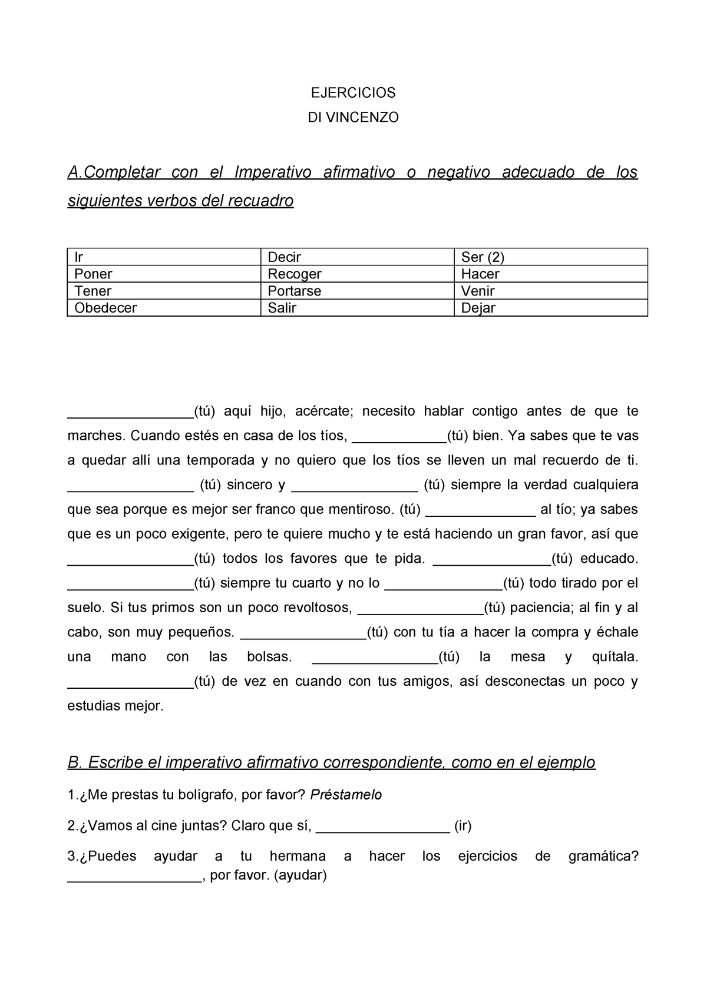 EJERCICIOS
DI VINCENZO
A.Completar con el Imperativo afirmativo o negativo adecuado de los
siguientes verbos del recuadro
Ir Decir Ser (2)
Poner Recoger Hacer
Tener Portarse Venir
Obedecer Salir Dejar
________________(tú) aquí hijo, acércate; necesito hablar contigo antes de que te
marches. Cuando estés en casa de los tíos, ____________(tú) bien. Ya sabes que te vas
a quedar allí una temporada y no quiero que los tíos se lleven un mal recuerdo de ti.
________________ (tú) sincero y ________________ (tú) siempre la verdad cualquiera
que sea porque es mejor ser franco que mentiroso. (tú) ______________ al tío; ya sabes
que es un poco exigente, pero te quiere mucho y te está haciendo un gran favor, así que
________________(tú) todos los favores que te pida. _______________(tú) educado.
________________(tú) siempre tu cuarto y no lo _______________(tú) todo tirado por el
suelo. Si tus primos son un poco revoltosos, ________________(tú) paciencia; al fin y al
cabo, son muy pequeños. ________________(tú) con tu tía a hacer la compra y échale
una mano con las bolsas. ________________(tú) la mesa y quítala.
________________(tú) de vez en cuando con tus amigos, así desconectas un poco y
estudias mejor.
B. Escribe el imperativo afirmativo correspondiente, como en el ejemplo
1.¿Me prestas tu bolígrafo, por favor? Préstamelo
2.¿Vamos al cine juntas? Claro que sí, _________________ (ir)
3.¿Puedes ayudar a tu hermana a hacer los ejercicios de gramática?
_________________, por favor. (ayudar)